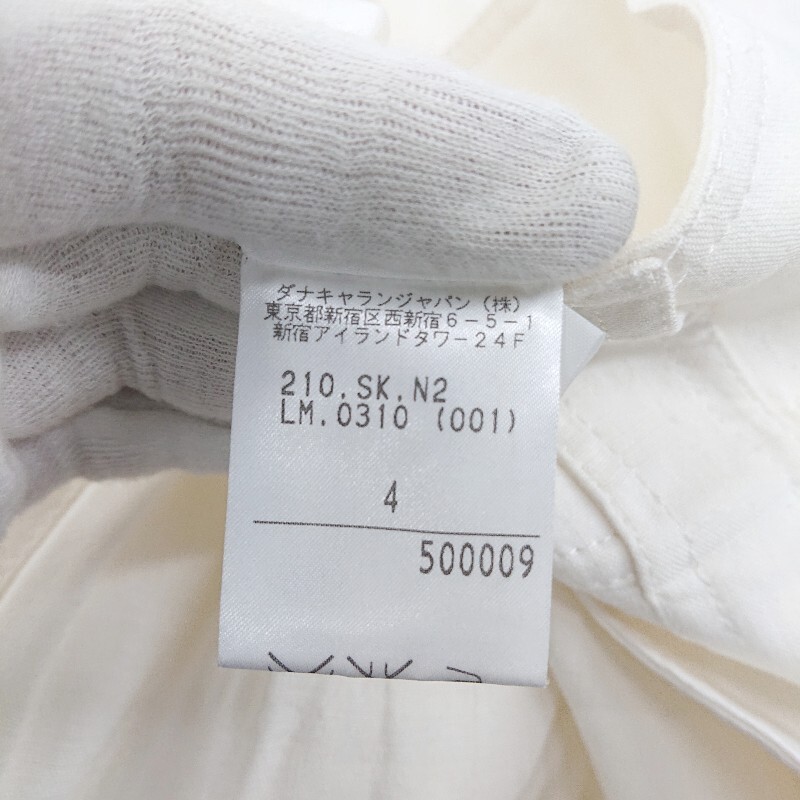 ダナキャランジャパン（株）
東京都新宿区西新宿６－５－１
新宿アイランドタワー２４Ｆ
210.SK.N2
LM.0310 (001)
4
500009